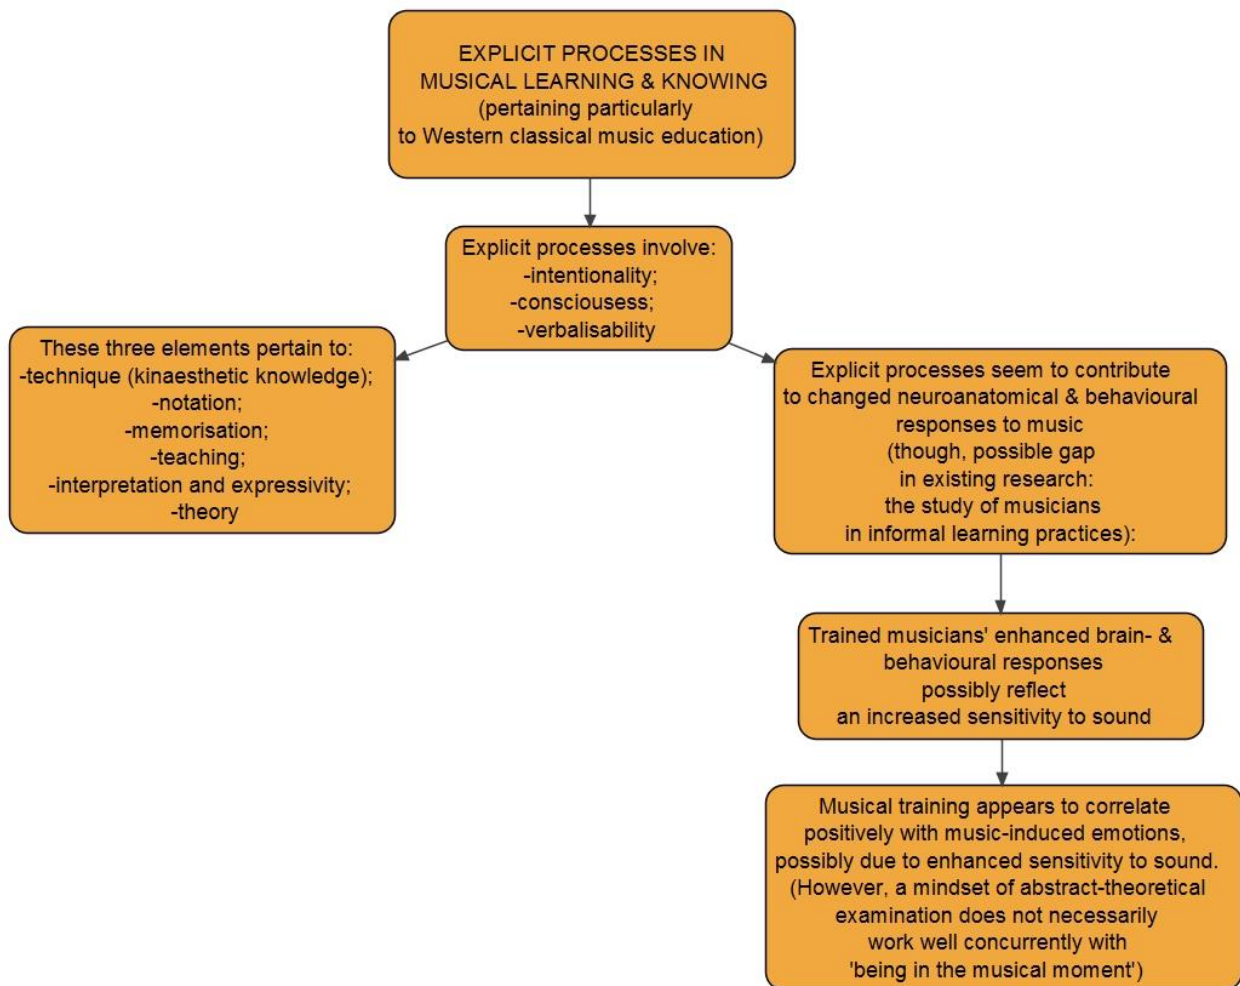 EXPLICIT PROCESSES IN
MUSICAL LEARNING & KNOWING
(pertaining particularly
to Western classical music education)
Explicit processes involve:
-intentionality;
-consciousess;
-verbalisability
These three elements pertain to:
-technique (kinaesthetic knowledge);
-notation;
-memorisation;
-teaching;
-interpretation and expressivity;
-theory
Explicit processes seem to contribute
to changed neuroanatomical & behavioural
responses to music
(though, possible gap
in existing research:
the study of musicians
in informal learning practices):
Trained musicians' enhanced brain- &
behavioural responses
possibly reflect
an increased sensitivity to sound
Musical training appears to correlate
positively with music-induced emotions,
possibly due to enhanced sensitivity to sound.
(However, a mindset of abstract-theoretical
examination does not necessarily
work well concurrently with
'being in the musical moment')